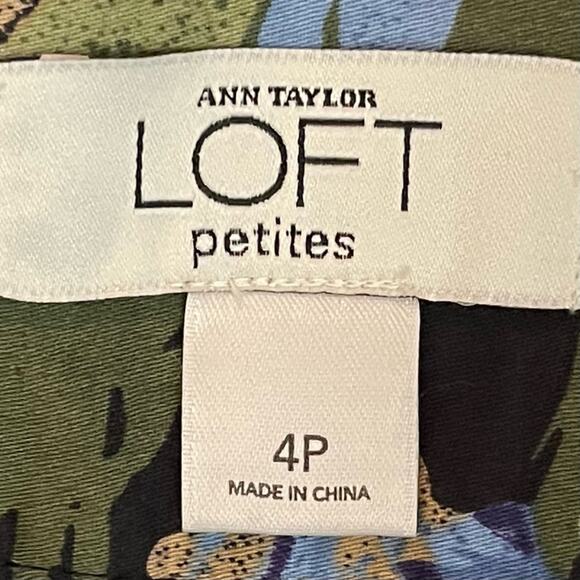 ANN TAYLOR
LOFT
petites
4P
MADE IN CHINA